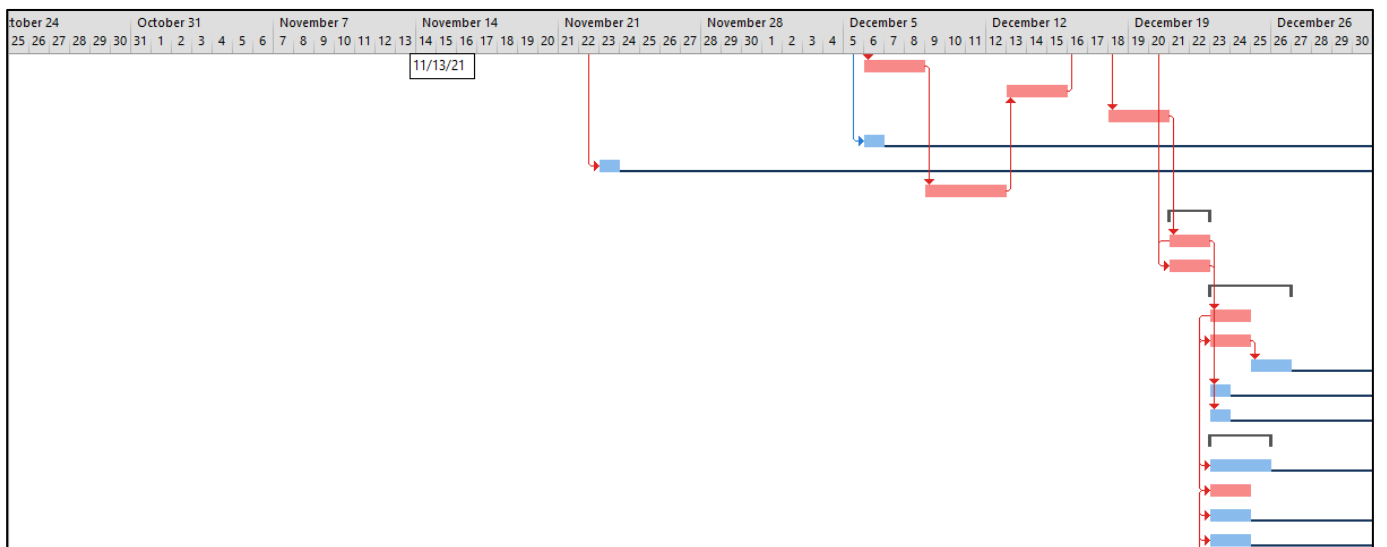 tober 24 October 31 November 7 November 14 November 21 November 28 December 5 December 12 December 19 December 26
25 26 27 28 29 30 31 1 2 3 4 5 6 7 8 9 10 11 12 13 14 15 16 17 18 19 20 21 22 23 24 25 26 27 28 29 30 1 2 3 4 5 6 7 8 9 10 11 12 13 14 15 16 17 18 19 20 21 22 23 24 25 26 27 28 29 30
11/13/21